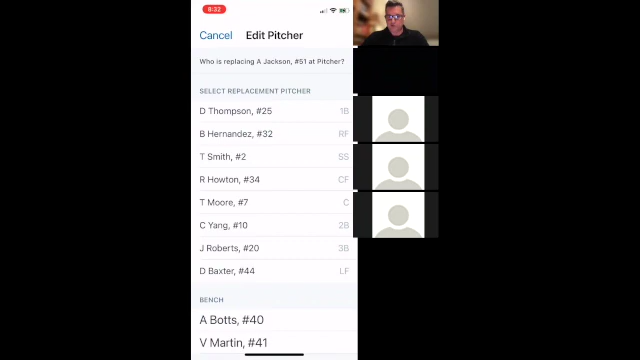 8:32
Cancel Edit Pitcher
Who is replacing A Jackson, #51 at Pitcher?
SELECT REPLACEMENT PITCHER
D Thompson, #25 1B
B Hernandez, #32 RF
T Smith, #2 SS
R Howton, #34 CF
T Moore, #7 C
C Yang, #10 2B
J Roberts, #20 3B
D Baxter, #44 LF
BENCH
A Botts, #40
V Martin, #41